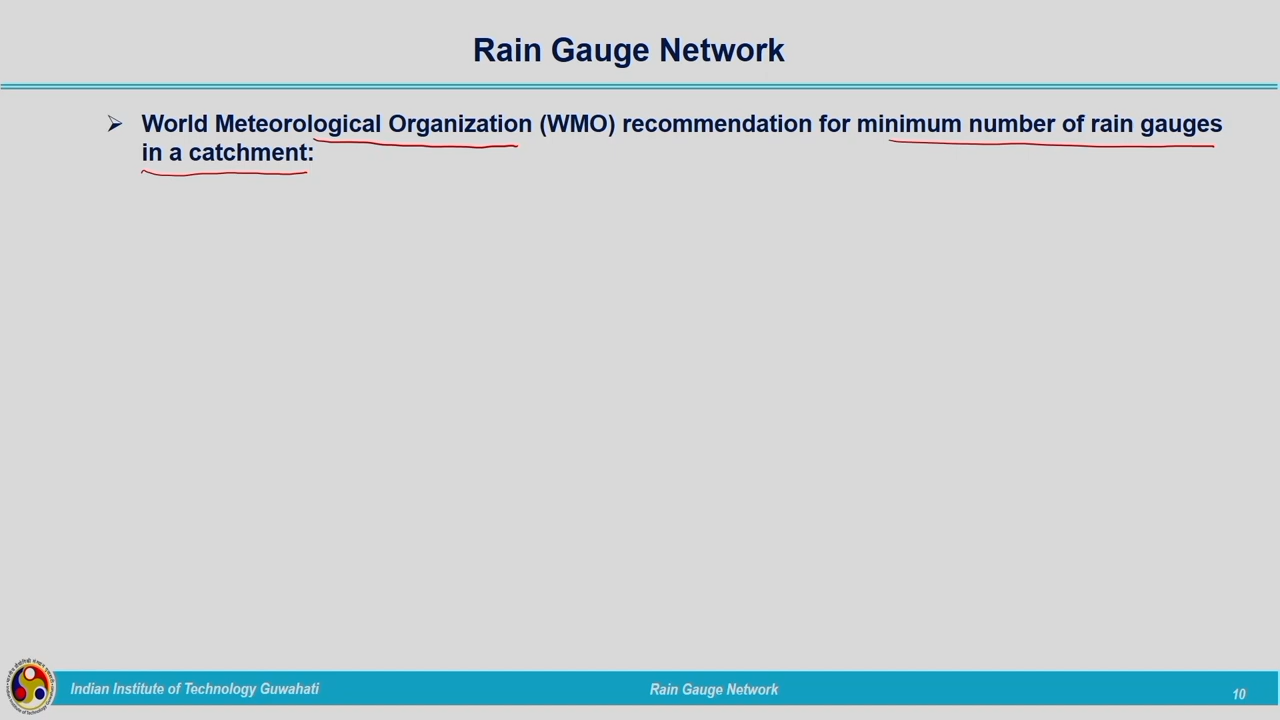 Rain Gauge Network
➢ World Meteorological Organization (WMO) recommendation for minimum number of rain gauges
in a catchment:
Indian Institute of Technology Guwahati
Rain Gauge Network
10